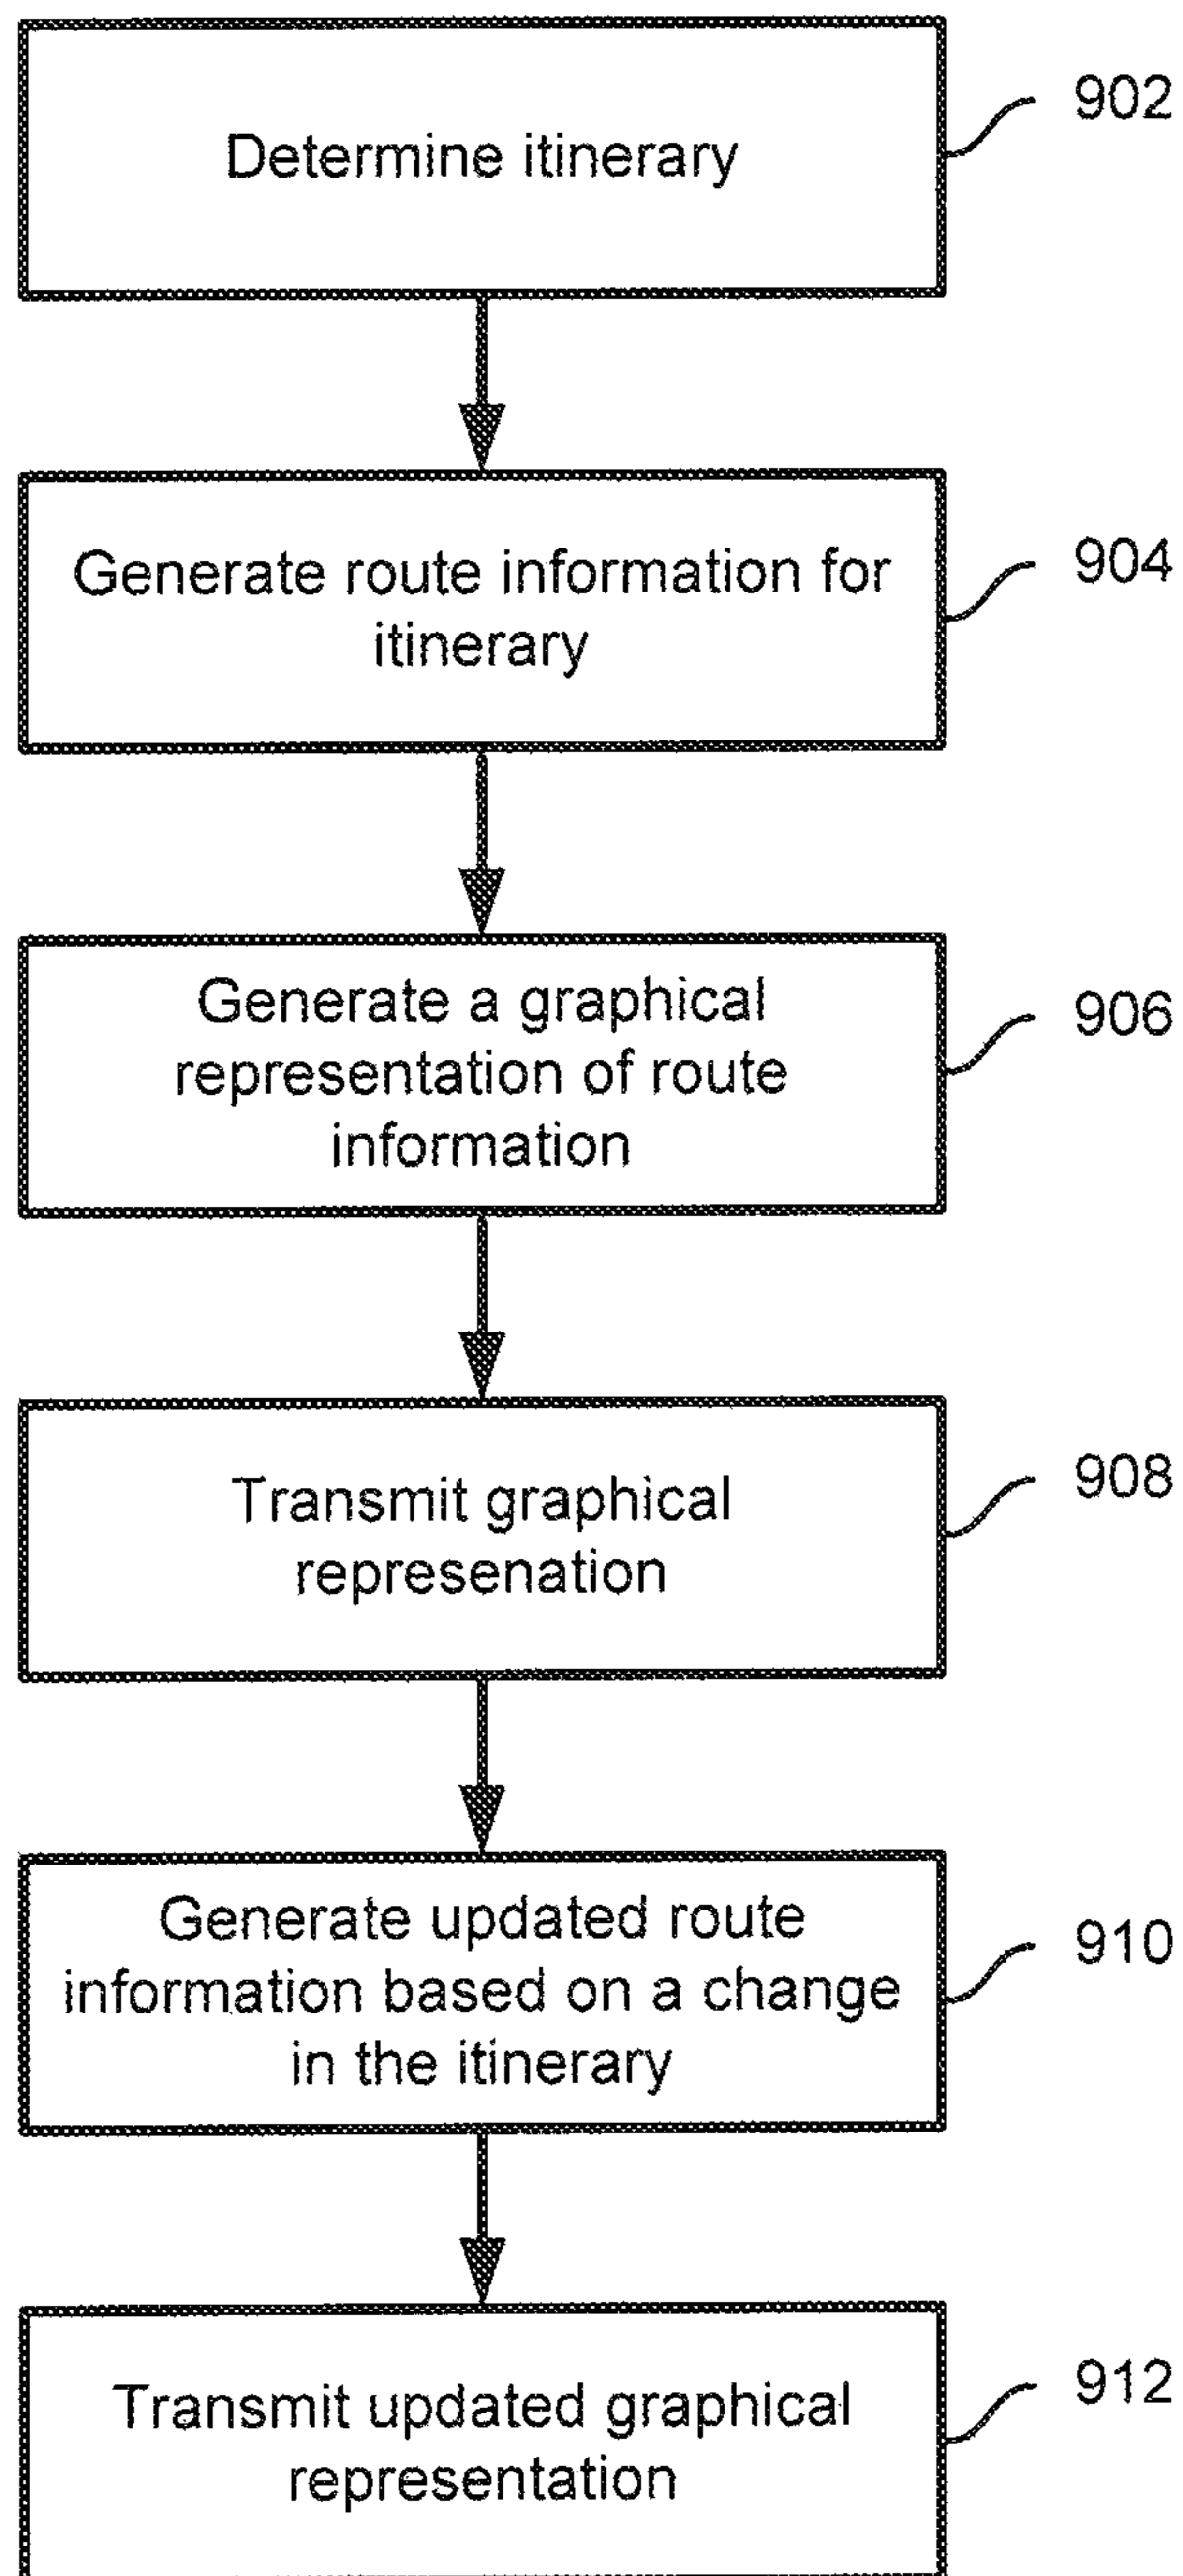 Determine itinerary
902
Generate route information for
itinerary
904
Generate a graphical
representation of route
information
906
Transmit graphical
represenation
908
Generate updated route
information based on a change
in the itinerary
910
Transmit updated graphical
representation
912